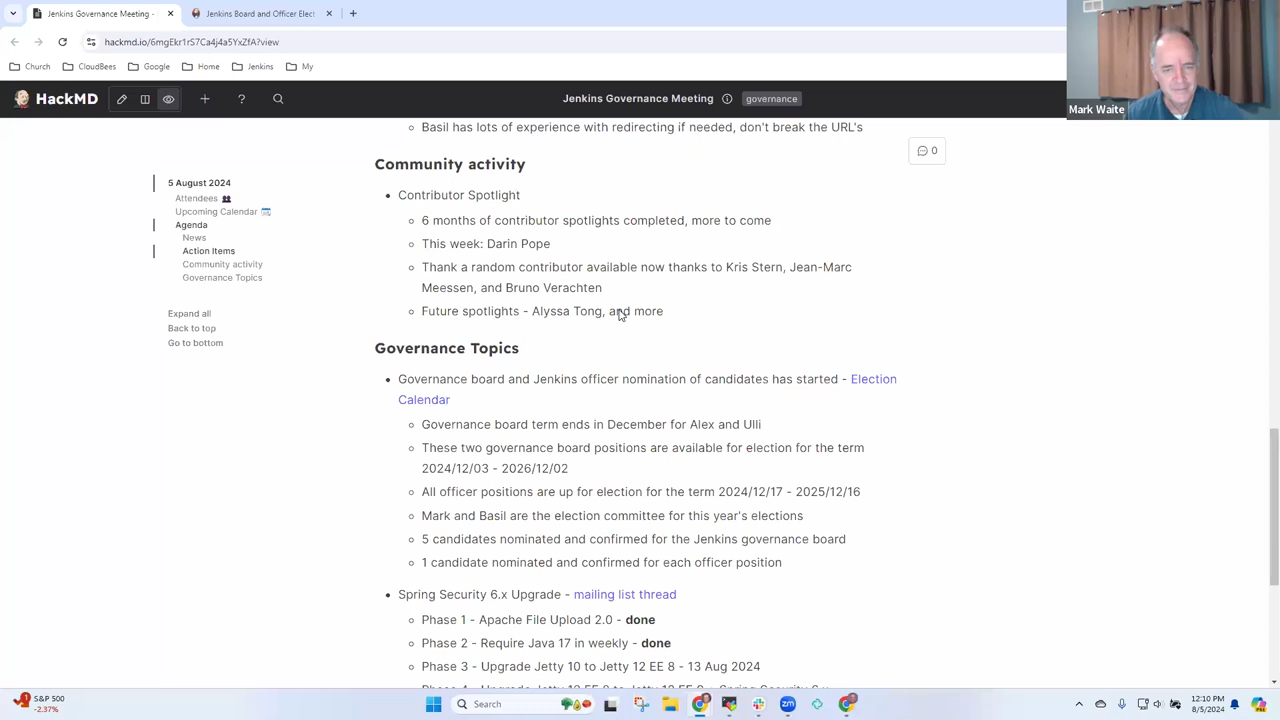 Jenkins Governance Meeting -
Jenkins Board and Officer Elect
hackmd.io/6mgEkr1rS7Ca4j4a5YxZfA?view
Church
CloudBees
Google
Home
Jenkins
My
HackMD
Jenkins Governance Meeting
governance
Mark Waite
0
5 August 2024
Attendees
Upcoming Calendar
Agenda
News
Action Items
Community activity
Governance Topics
Expand all
Back to top
Go to bottom
Basil has lots of experience with redirecting if needed, don't break the URL's
Community activity
Contributor Spotlight
6 months of contributor spotlights completed, more to come
This week: Darin Pope
Thank a random contributor available now thanks to Kris Stern, Jean-Marc
Meessen, and Bruno Verachten
Future spotlights - Alyssa Tong, and more
Governance Topics
Governance board and Jenkins officer nomination of candidates has started - Election
Calendar
Governance board term ends in December for Alex and Ulli
These two governance board positions are available for election for the term
2024/12/03 - 2026/12/02
All officer positions are up for election for the term 2024/12/17 - 2025/12/16
Mark and Basil are the election committee for this year's elections
5 candidates nominated and confirmed for the Jenkins governance board
1 candidate nominated and confirmed for each officer position
Spring Security 6.x Upgrade - mailing list thread
Phase 1 - Apache File Upload 2.0 - done
Phase 2 - Require Java 17 in weekly - done
Phase 3 - Upgrade Jetty 10 to Jetty 12 EE 8 - 13 Aug 2024
S&P 500
-2.37%
Search
12:10 PM
8/5/2024